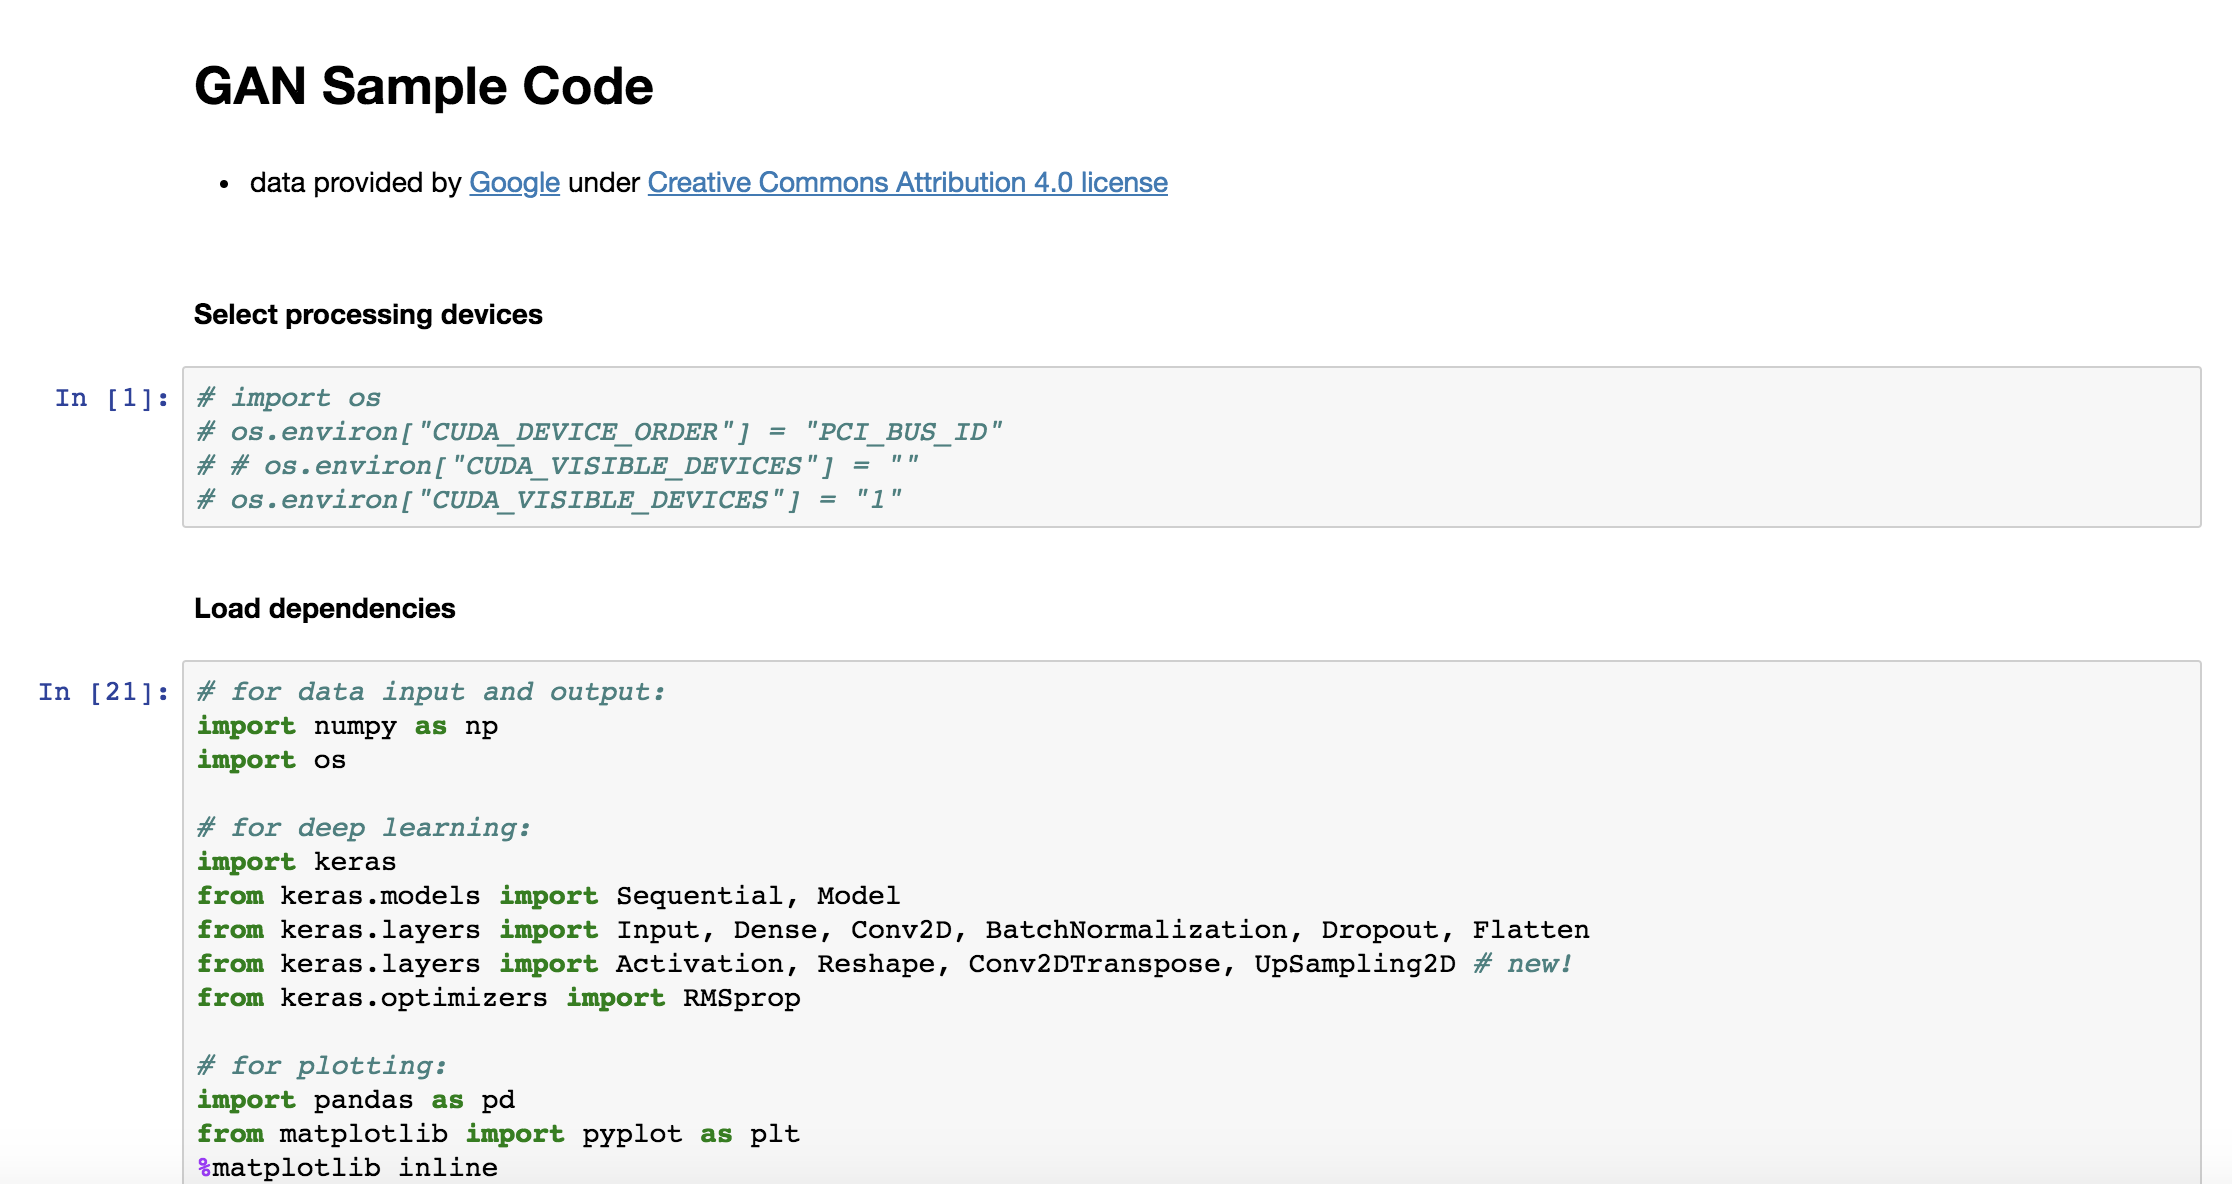 GAN Sample Code
• data provided by Google under Creative Commons Attribution 4.0 license
Select processing devices
In [1]: # import os
# os.environ["CUDA_DEVICE_ORDER"] = "PCI_BUS_ID"
# # os.environ["CUDA_VISIBLE_DEVICES"] = ""
# os.environ["CUDA_VISIBLE_DEVICES"] = "1"
Load dependencies
In [21]: # for data input and output:
import numpy as np
import os
# for deep learning:
import keras
from keras.models import Sequential, Model
from keras.layers import Input, Dense, Conv2D, BatchNormalization, Dropout, Flatten
from keras.layers import Activation, Reshape, Conv2DTranspose, UpSampling2D # new!
from keras.optimizers import RMSprop
# for plotting:
import pandas as pd
from matplotlib import pyplot as plt
%matplotlib inline